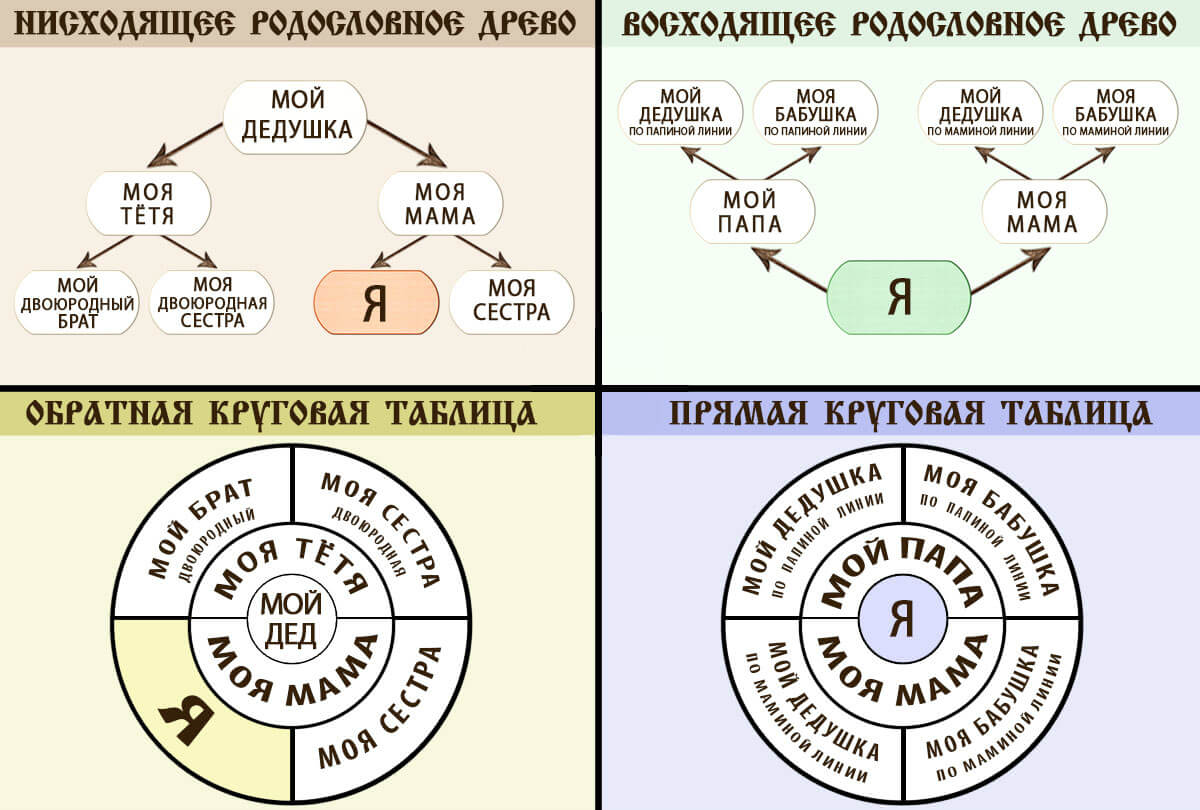 НИСХОДЯЩЕЕ РОДОСЛОВНОЕ ДРЕВО
МОЙ
ДЕДУШКА
МОЯ
ТЁТЯ
МОЯ
МАМА
МОЙ
ДВОЮРОДНЫЙ
БРАТ
МОЯ
ДВОЮРОДНАЯ
СЕСТРА
Я
МОЯ
СЕСТРА
ВОСХОДЯЩЕЕ РОДОСЛОВНОЕ ДРЕВО
МОЙ
ДЕДУШКА
ПО ПАПИНОЙ ЛИНИИ
МОЯ
БАБУШКА
ПО ПАПИНОЙ ЛИНИИ
МОЙ
ДЕДУШКА
ПО МАМИНОЙ ЛИНИИ
МОЯ
БАБУШКА
ПО МАМИНОЙ ЛИНИИ
МОЙ
ПАПА
МОЯ
МАМА
Я
ОБРАТНАЯ КРУГОВАЯ ТАБЛИЦА
МОЙ БРАТ
ДВОЮРОДНЫЙ
МОЯ СЕСТРА
ДВОЮРОДНАЯ
МОЯ ТЁТЯ
МОЙ
ДЕД
МОЯ МАМА
Я
МОЯ СЕСТРА
ПРЯМАЯ КРУГОВАЯ ТАБЛИЦА
МОЙ ДЕДУШКА
ПО ПАПИНОЙ ЛИНИИ
МОЯ БАБУШКА
ПО ПАПИНОЙ ЛИНИИ
МОЙ ПАПА
Я
МОЯ МАМА
МОЙ ДЕДУШКА
ПО МАМИНОЙ ЛИНИИ
МОЯ БАБУШКА
ПО МАМИНОЙ ЛИНИИ